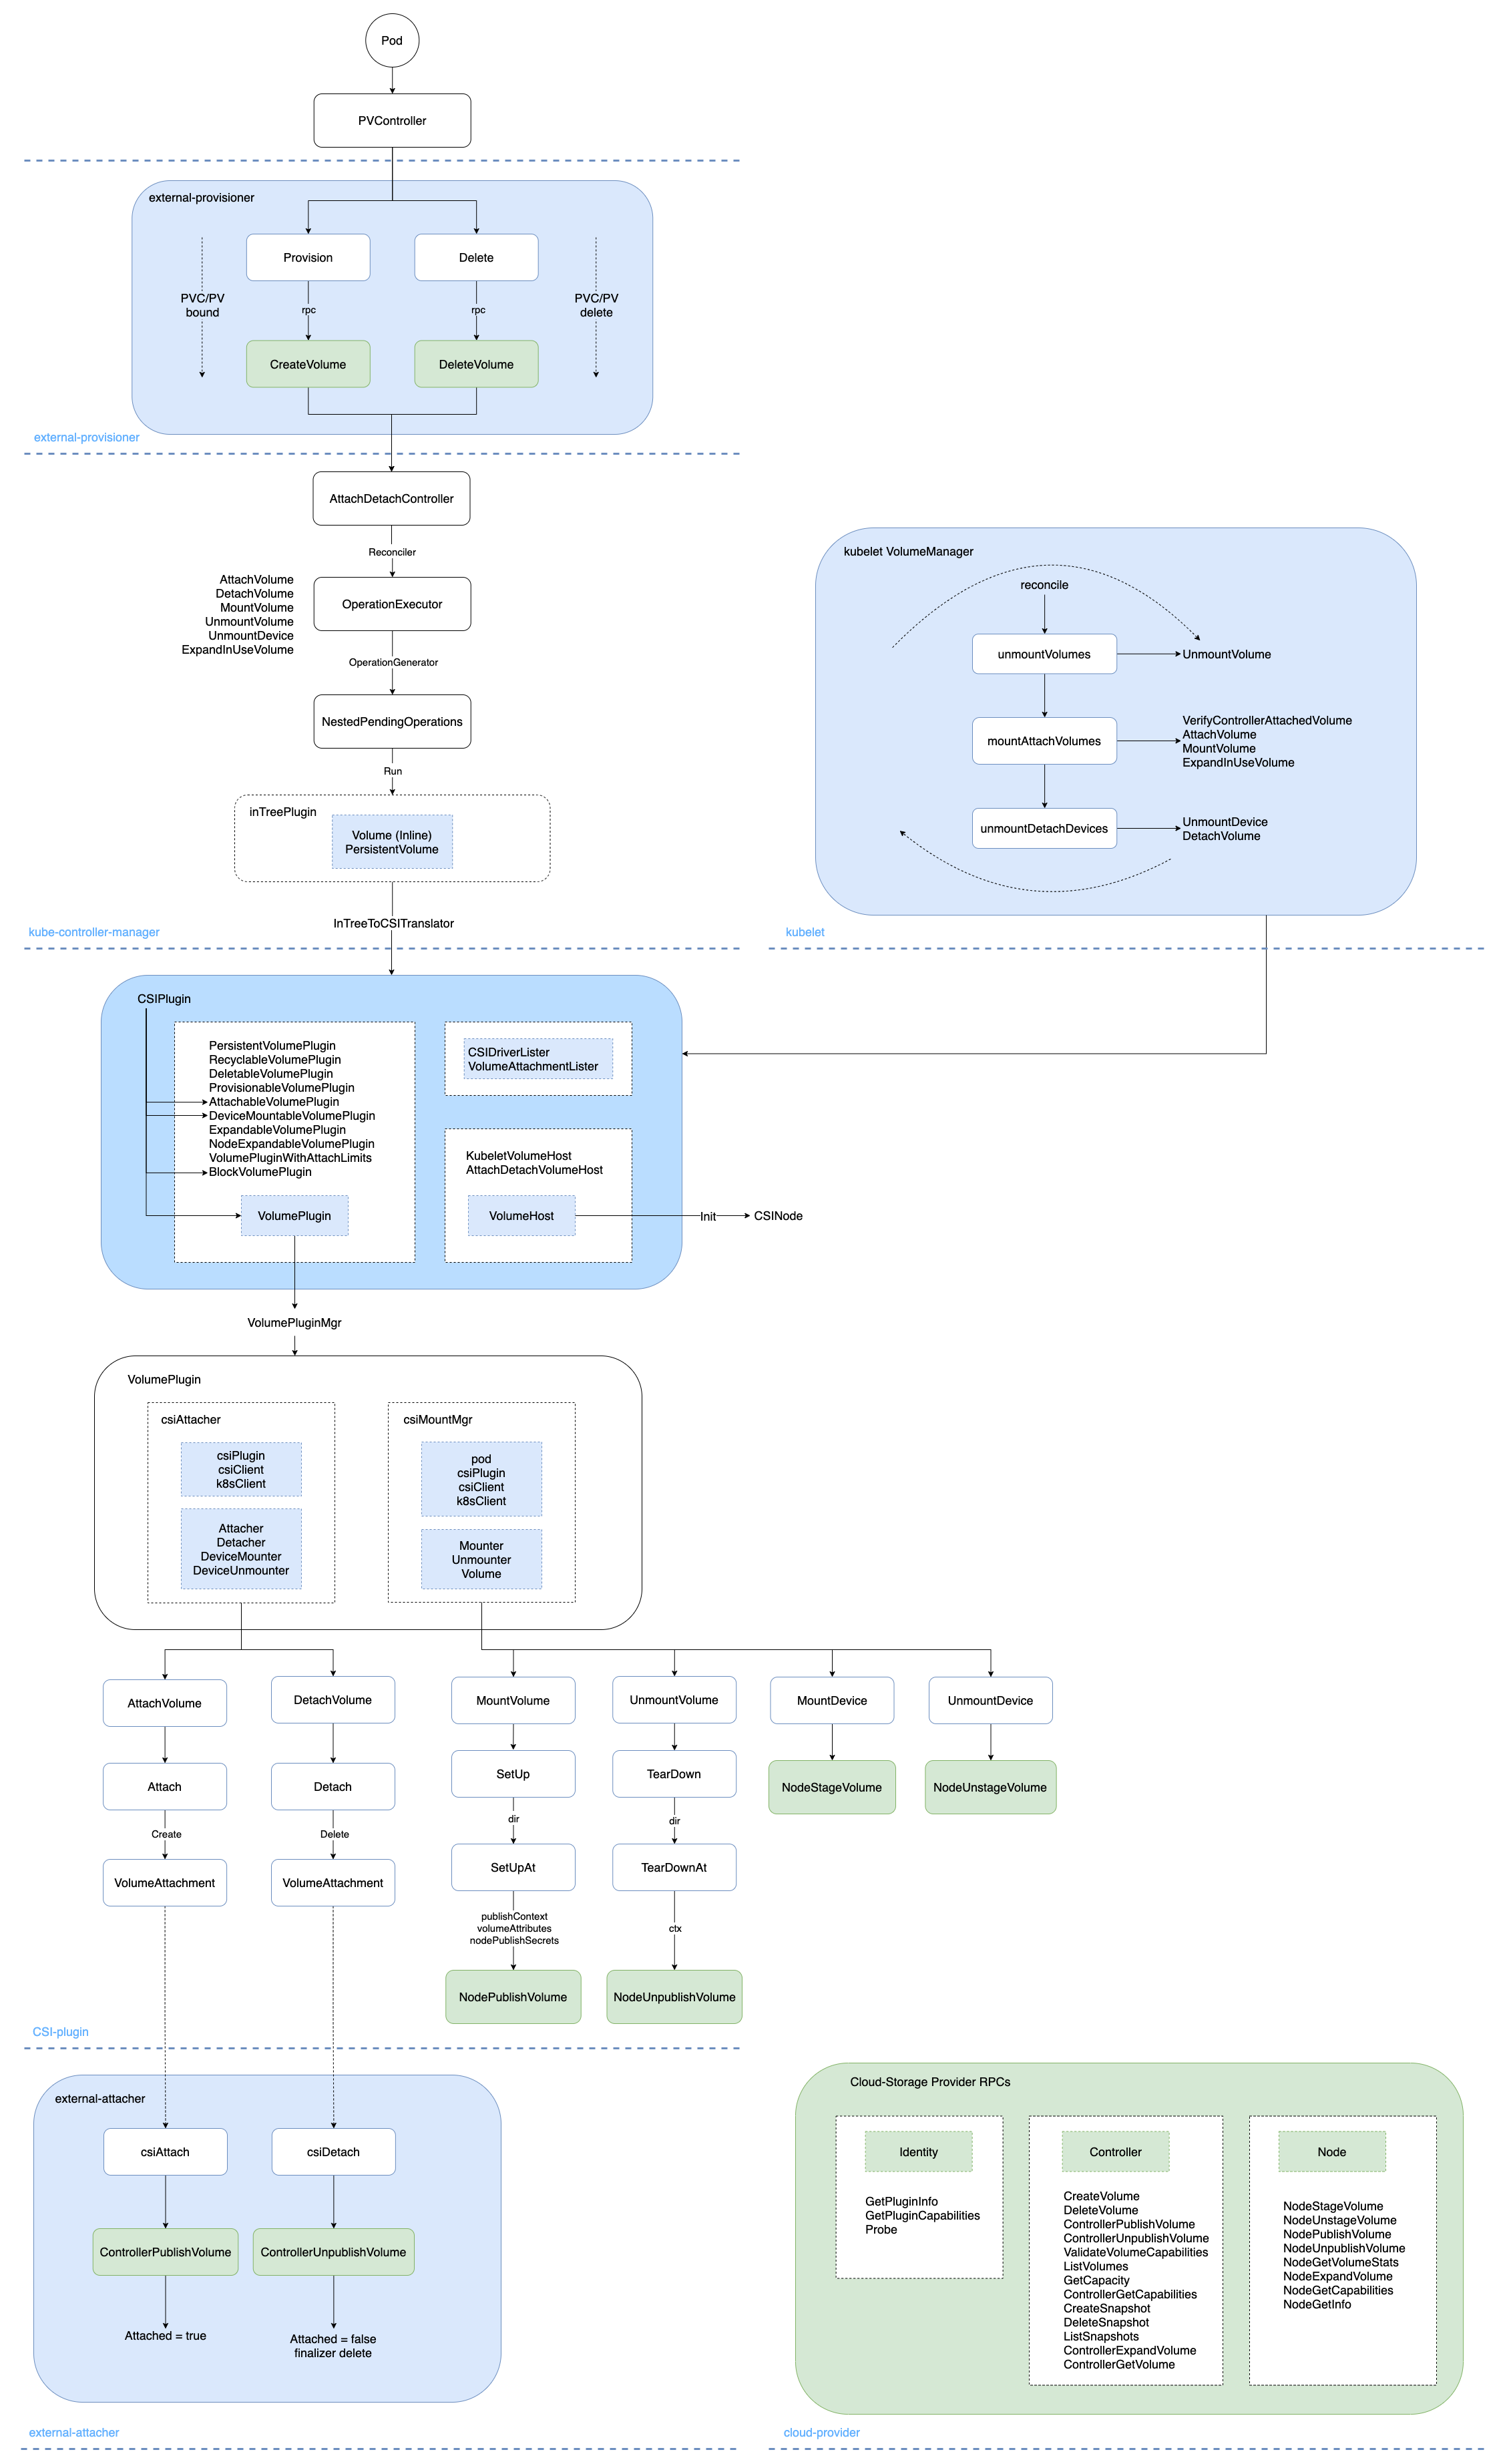 Pod
PVController
external-provisioner
Provision
Delete
PVC/PV
bound
rpc
rpc
PVC/PV
delete
CreateVolume
DeleteVolume
external-provisioner
AttachDetachController
Reconciler
AttachVolume
DetachVolume
MountVolume
UnmountVolume
UnmountDevice
ExpandInUseVolume
OperationExecutor
OperationGenerator
NestedPendingOperations
Run
inTreePlugin
Volume (Inline)
PersistentVolume
InTreeToCSITranslator
kube-controller-manager
kubelet VolumeManager
reconcile
unmountVolumes
UnmountVolume
mountAttachVolumes
VerifyControllerAttachedVolume
AttachVolume
MountVolume
ExpandInUseVolume
unmountDetachDevices
UnmountDevice
DetachVolume
kubelet
CSIPlugin
PersistentVolumePlugin
RecyclableVolumePlugin
DeletableVolumePlugin
ProvisionableVolumePlugin
AttachableVolumePlugin
DeviceMountableVolumePlugin
ExpandableVolumePlugin
NodeExpandableVolumePlugin
VolumePluginWithAttachLimits
BlockVolumePlugin
VolumePlugin
CSIDriverLister
VolumeAttachmentLister
KubeletVolumeHost
AttachDetachVolumeHost
VolumeHost
Init
CSINode
VolumePluginMgr
VolumePlugin
csiAttacher
csiPlugin
csiClient
k8sClient
Attacher
Detacher
DeviceMounter
DeviceUnmounter
csiMountMgr
pod
csiPlugin
csiClient
k8sClient
Mounter
Unmounter
Volume
AttachVolume
DetachVolume
MountVolume
UnmountVolume
MountDevice
UnmountDevice
Attach
Detach
SetUp
TearDown
NodeStageVolume
NodeUnstageVolume
Create
Delete
dir
dir
VolumeAttachment
VolumeAttachment
SetUpAt
TearDownAt
publishContext
volumeAttributes
nodePublishSecrets
ctx
NodePublishVolume
NodeUnpublishVolume
CSI-plugin
external-attacher
csiAttach
csiDetach
ControllerPublishVolume
ControllerUnpublishVolume
Attached = true
Attached = false
finalizer delete
external-attacher
Cloud-Storage Provider RPCs
Identity
GetPluginInfo
GetPluginCapabilities
Probe
Controller
CreateVolume
DeleteVolume
ControllerPublishVolume
ControllerUnpublishVolume
ValidateVolumeCapabilities
ListVolumes
GetCapacity
ControllerGetCapabilities
CreateSnapshot
DeleteSnapshot
ListSnapshots
ControllerExpandVolume
ControllerGetVolume
Node
NodeStageVolume
NodeUnstageVolume
NodePublishVolume
NodeUnpublishVolume
NodeGetVolumeStats
NodeExpandVolume
NodeGetCapabilities
NodeGetInfo
cloud-provider